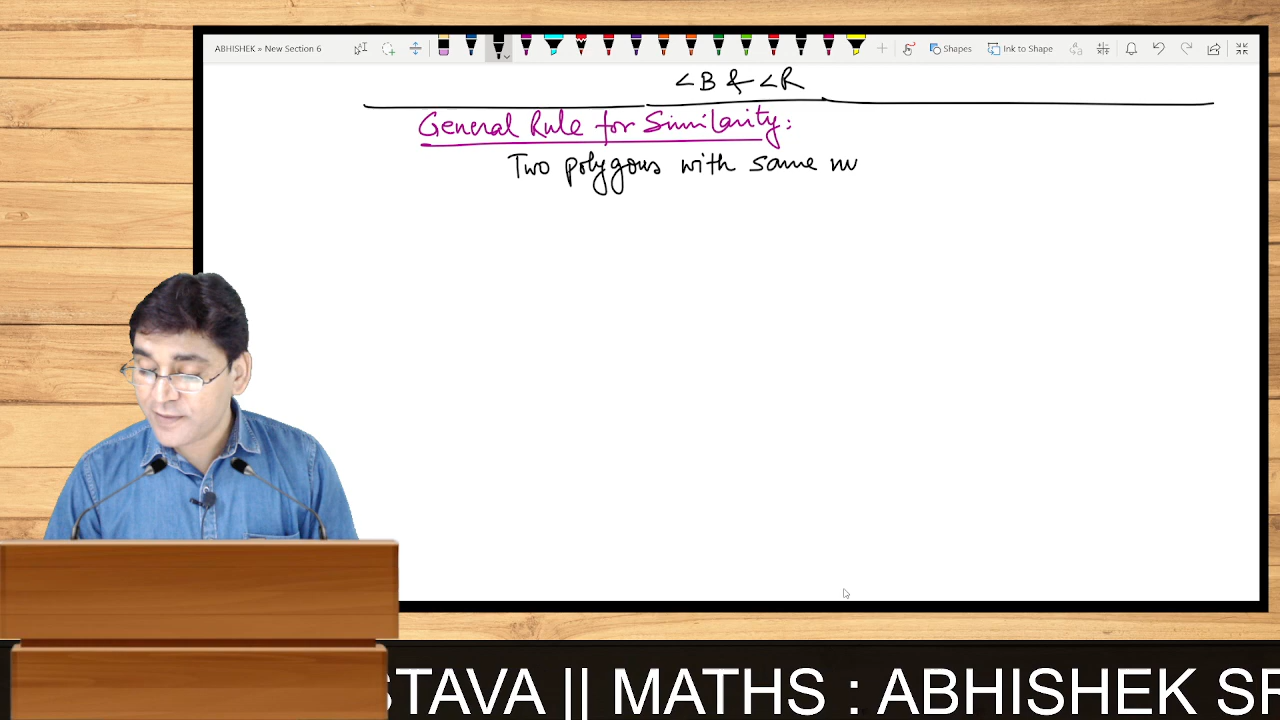 ABHISHEK » New Section 6
Shapes
Ink to Shape
∠B & ∠R
General Rule for Similarity:
Two polygons with same nu
STAVA || MATHS : ABHISHEK SR